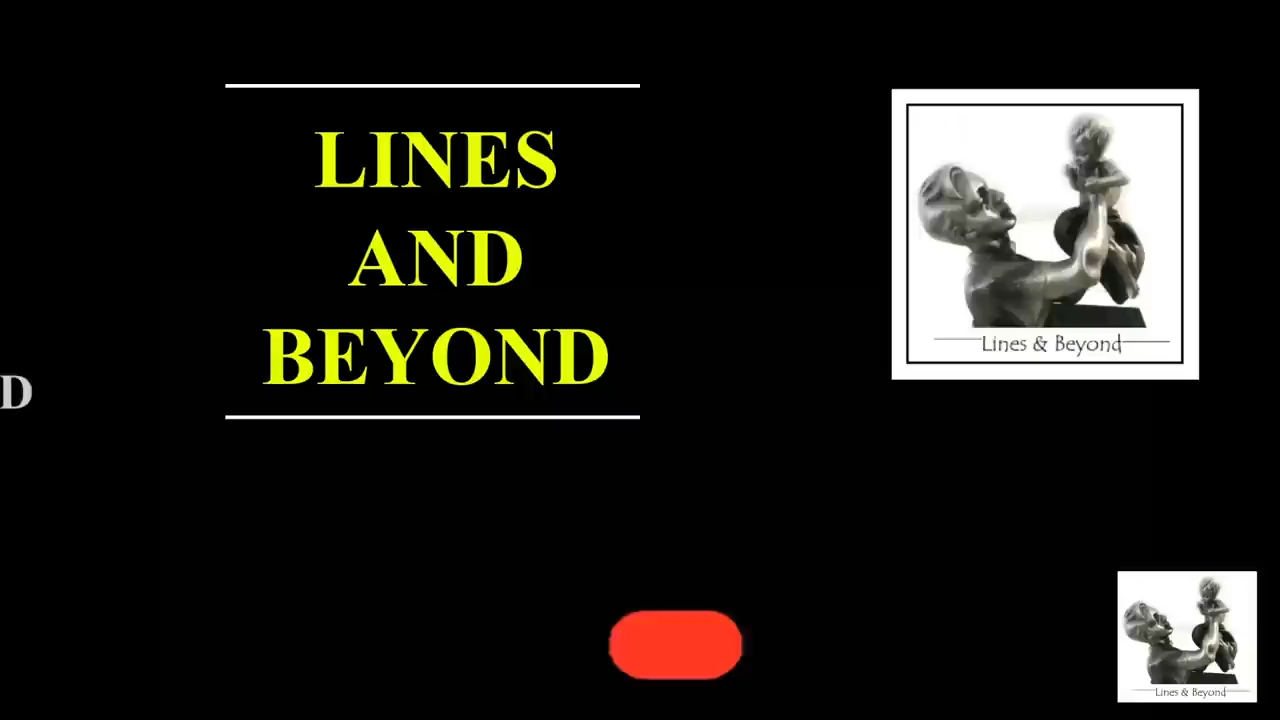 LINES
AND
BEYOND
Lines & Beyond
D
Lines & Beyond